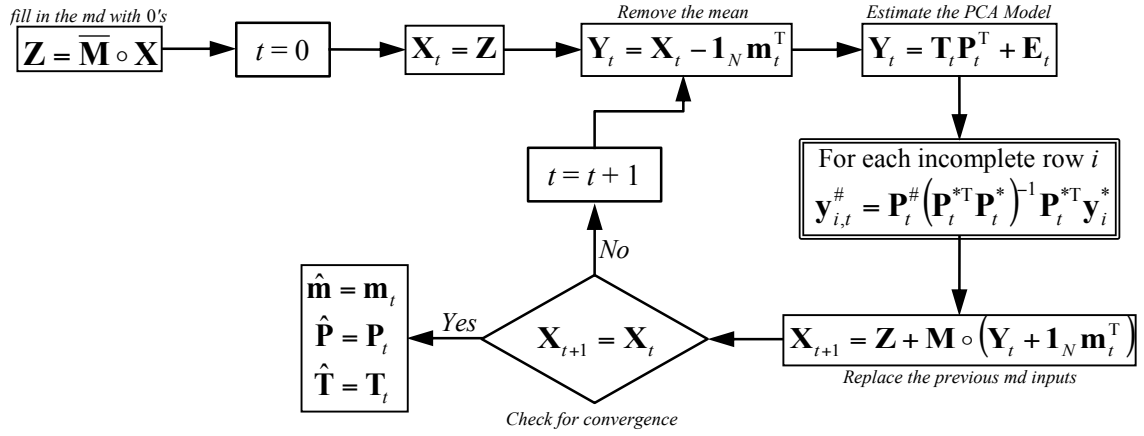 fill in the md with 0's
Z = M̅ ∘ X
t = 0
X_t = Z
Remove the mean
Y_t = X_t − 1_N m_t^T
Estimate the PCA Model
Y_t = T_t P_t^T + E_t
For each incomplete row i
y_{i,t}^# = P_t^# (P_t^{*T} P_t^*)^{-1} P_t^{*T} y_i^*
X_{t+1} = Z + M ∘ (Y_t + 1_N m_t^T)
Replace the previous md inputs
X_{t+1} = X_t
Check for convergence
No
t = t + 1
Yes
m̂ = m_t
P̂ = P_t
T̂ = T_t